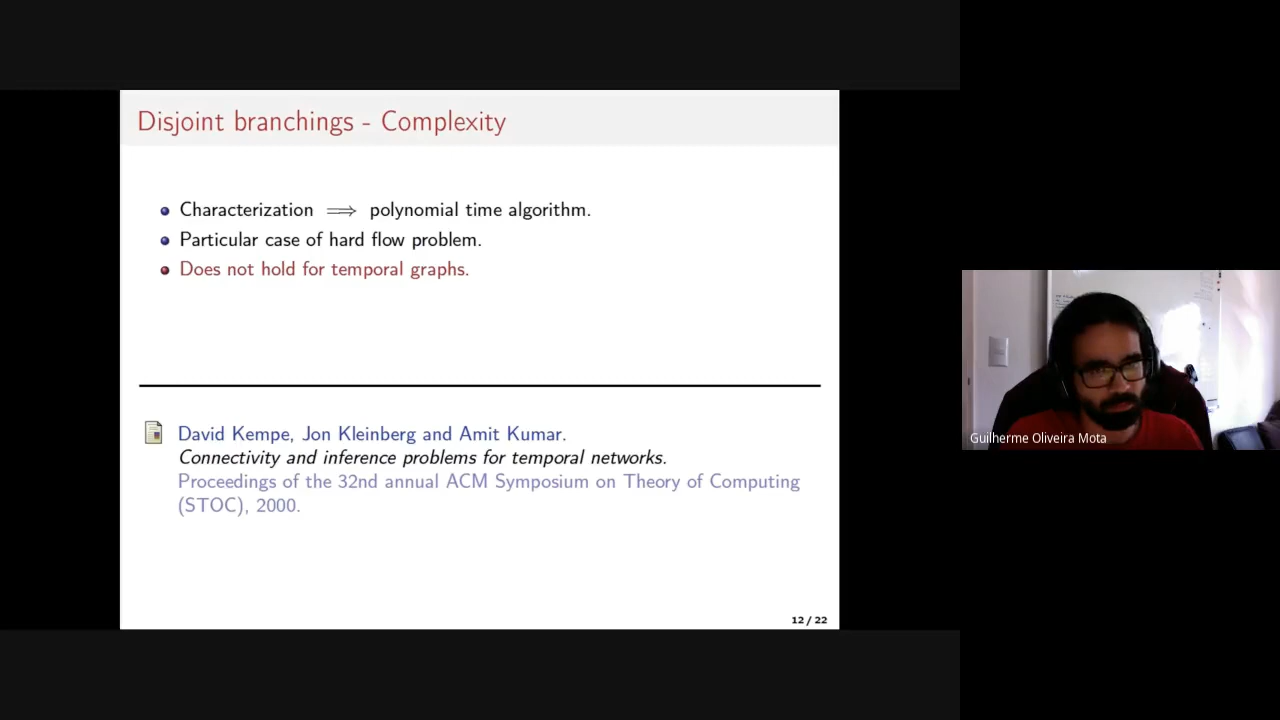 Disjoint branchings - Complexity
Characterization ⟹ polynomial time algorithm.
Particular case of hard flow problem.
Does not hold for temporal graphs.
David Kempe, Jon Kleinberg and Amit Kumar.
Connectivity and inference problems for temporal networks.
Proceedings of the 32nd annual ACM Symposium on Theory of Computing
(STOC), 2000.
12 / 22
Guilherme Oliveira Mota